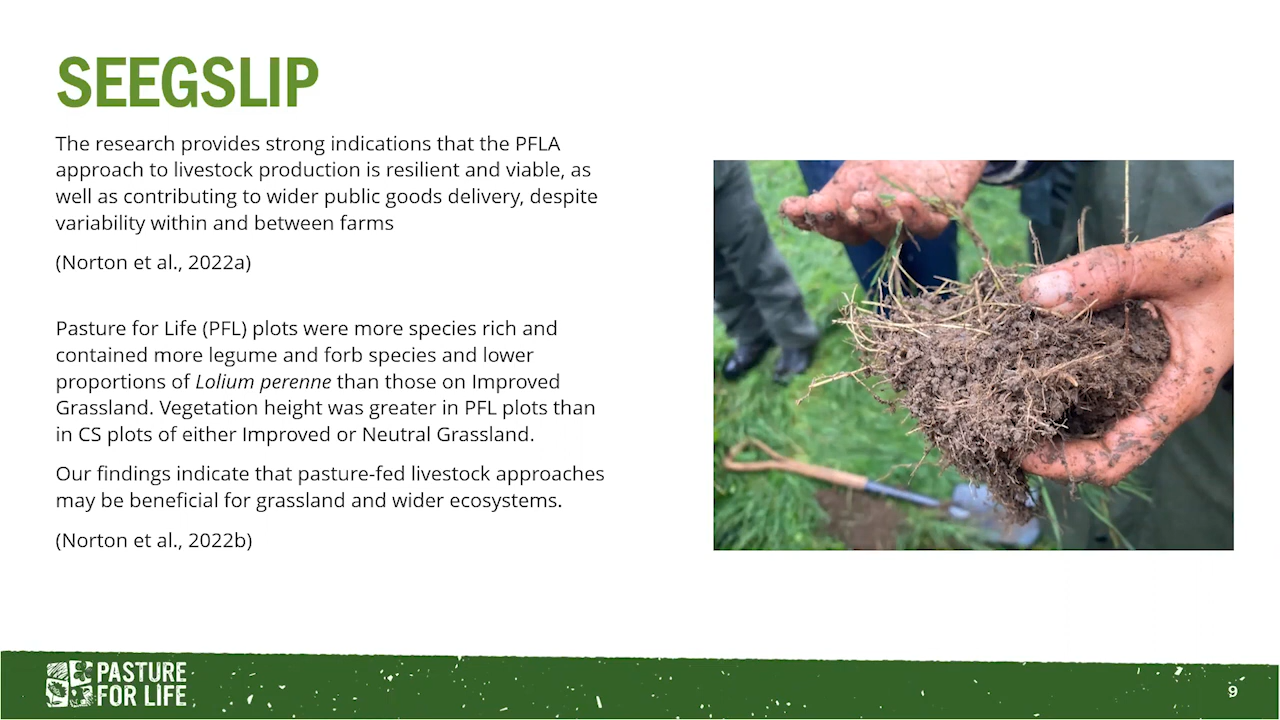 SEEGSLIP
The research provides strong indications that the PFLA
approach to livestock production is resilient and viable, as
well as contributing to wider public goods delivery, despite
variability within and between farms
(Norton et al., 2022a)
Pasture for Life (PFL) plots were more species rich and
contained more legume and forb species and lower
proportions of Lolium perenne than those on Improved
Grassland. Vegetation height was greater in PFL plots than
in CS plots of either Improved or Neutral Grassland.
Our findings indicate that pasture-fed livestock approaches
may be beneficial for grassland and wider ecosystems.
(Norton et al., 2022b)
PASTURE
FOR LIFE
9